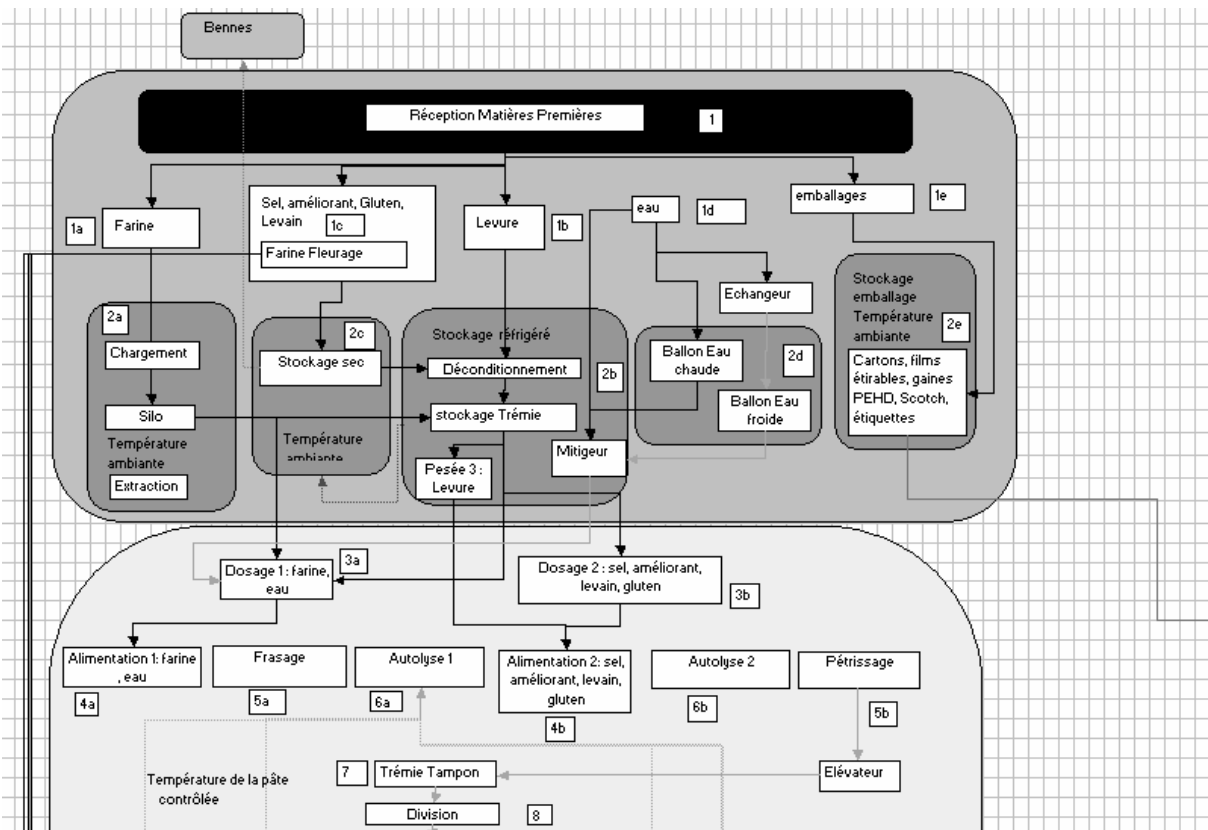 Bennes
Réception Matières Premières
1
1a
Farine
Sel, améliorant, Gluten,
Levain
1c
Farine Fleurage
Levure
1b
eau
1d
emballages
1e
Echangeur
2a
Chargement
Silo
Température
ambiante
Extraction
2c
Stockage sec
Température
ambiante
Stockage réfrigéré
Déconditionnement
2b
stockage Trémie
Pesée 3 :
Levure
Mitigeur
Ballon Eau
chaude
2d
Ballon Eau
froide
Stockage
emballage
Température
ambiante
2e
Cartons, films
étirables, gaines
PEHD, Scotch,
étiquettes
Dosage 1: farine,
eau
3a
Dosage 2 : sel, améliorant,
levain, gluten
3b
Alimentation 1: farine
, eau
4a
Frasage
5a
Autolyse 1
6a
Alimentation 2: sel,
améliorant, levain,
gluten
4b
Autolyse 2
6b
Pétrissage
5b
Température de la pâte
contrôlée
7
Trémie Tampon
Elévateur
Division
8